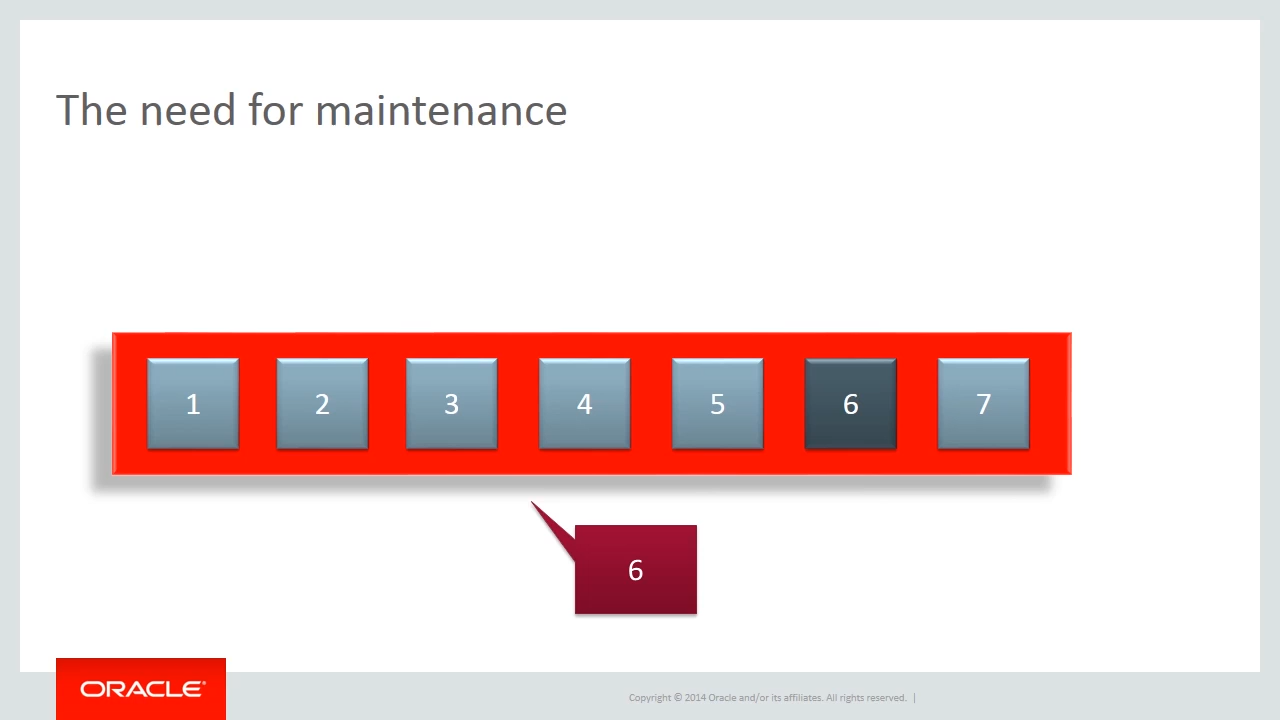 The need for maintenance
1 2 3 4 5 6 7
6
ORACLE®
Copyright © 2014 Oracle and/or its affiliates. All rights reserved. |